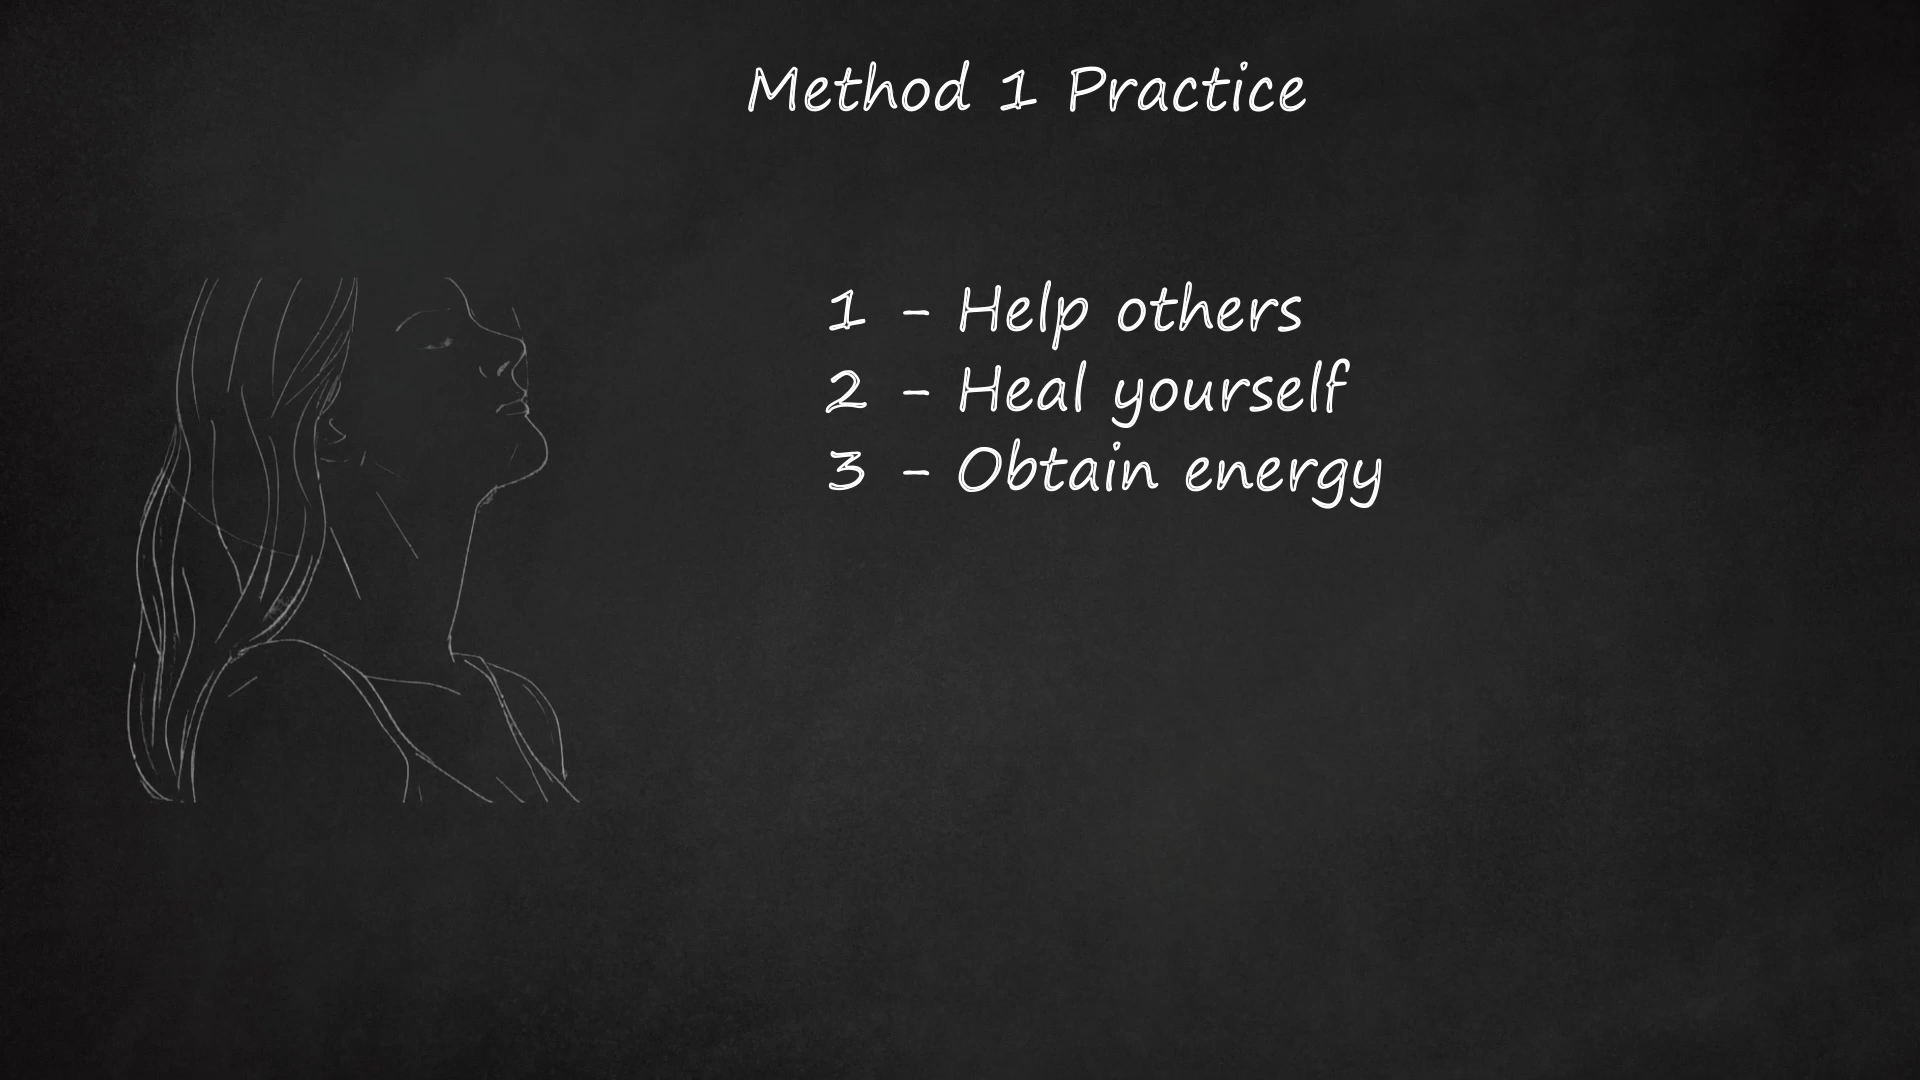 Method 1 Practice
1 - Help others
2 - Heal yourself
3 - Obtain energy